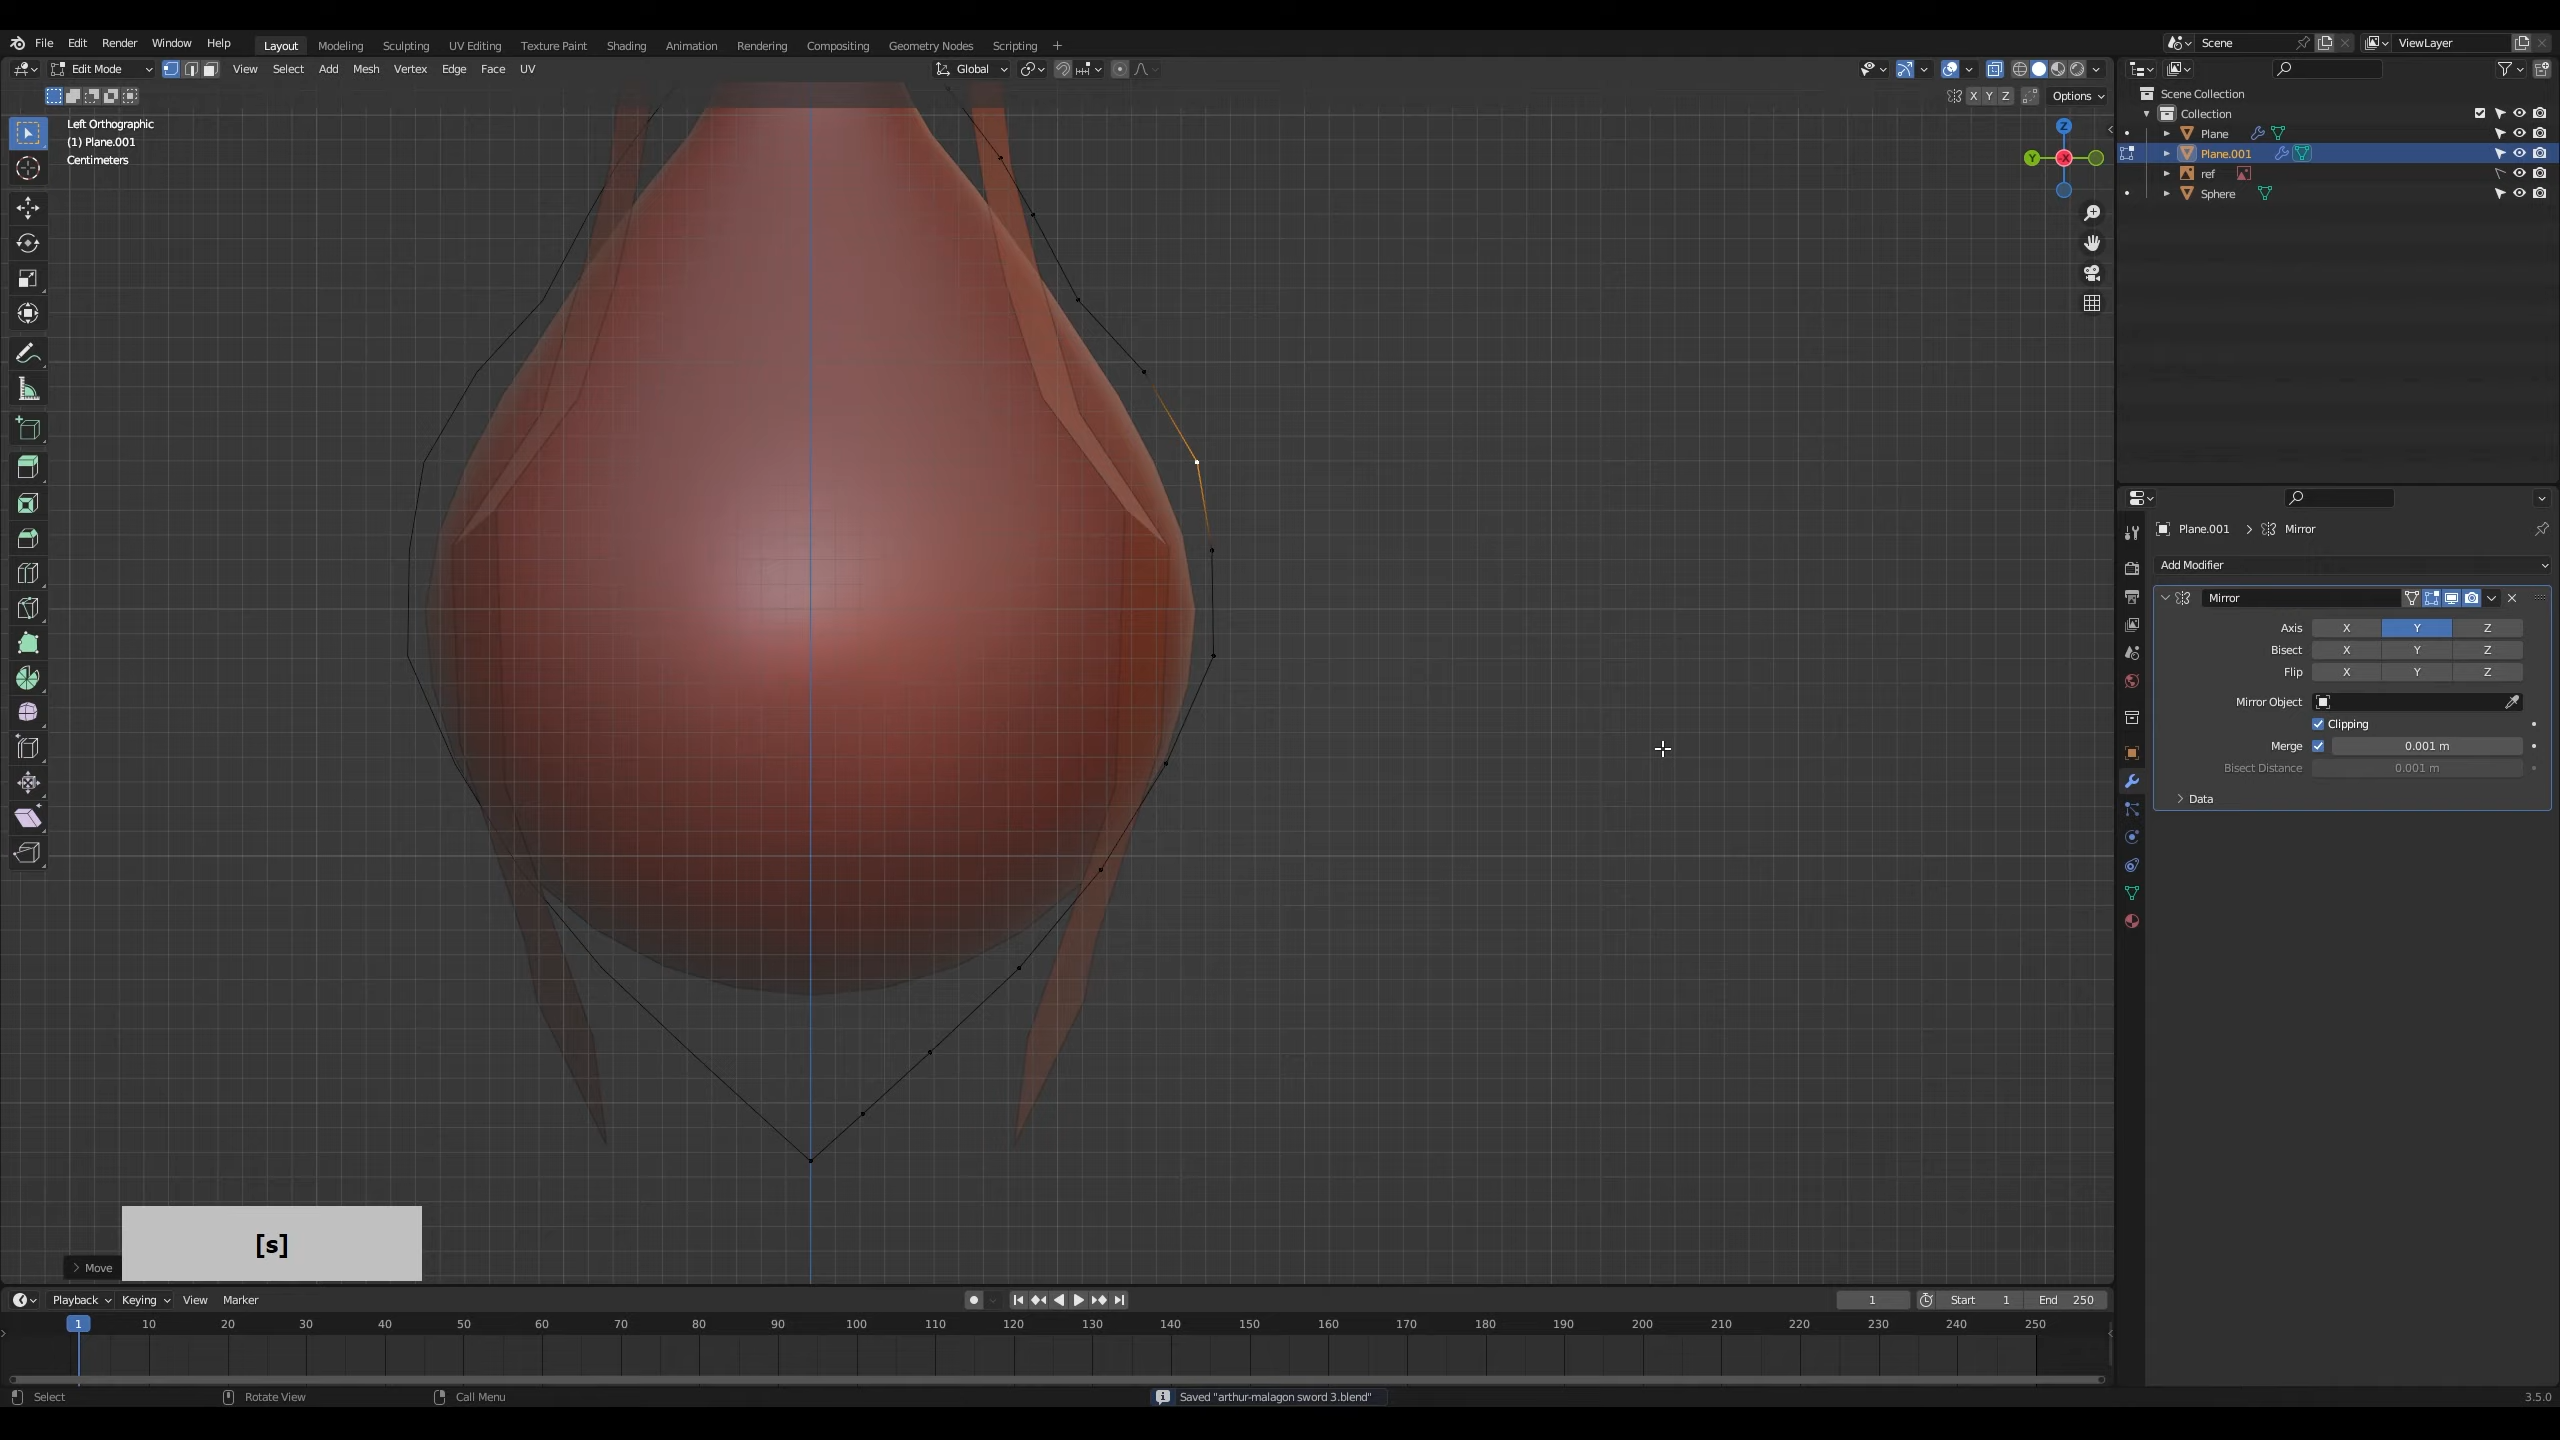 File Edit Render Window Help Layout Modeling Sculpting UV Editing Texture Paint Shading Animation Rendering Compositing Geometry Nodes Scripting + Scene ViewLayer
Edit Mode View Select Add Mesh Vertex Edge Face UV Global
X Y Z Options
Left Orthographic
(1) Plane.001
Centimeters
Z
Y
-X
Scene Collection
Collection
Plane
Plane.001
ref
Sphere
Plane.001 > Mirror
Add Modifier
Mirror
Axis X Y Z
Bisect X Y Z
Flip X Y Z
Mirror Object
Clipping
Merge 0.001 m
Bisect Distance 0.001 m
Data
[s]
Move
Playback Keying View Marker 1 Start 1 End 250
1 10 20 30 40 50 60 70 80 90 100 110 120 130 140 150 160 170 180 190 200 210 220 230 240 250
Select Rotate View Call Menu Saved "arthur-malagon sword 3.blend" 3.5.0